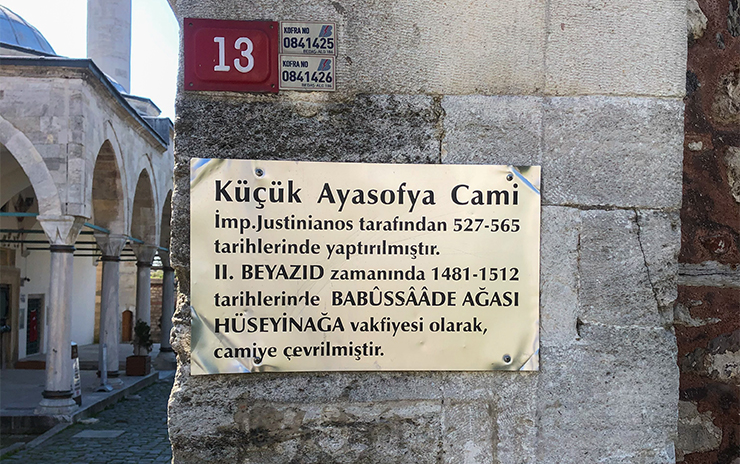 13
KOFRA NO
0841425
KOFRA NO
0841426
Küçük Ayasofya Cami
İmp.Justinianos tarafından 527-565
tarihlerinde yaptırılmıştır.
II. BEYAZID zamanında 1481-1512
tarihlerinde BABÛSSÂÂDE AĞASI
HÜSEYİNAĞA vakfiyesi olarak,
camiye çevrilmiştir.